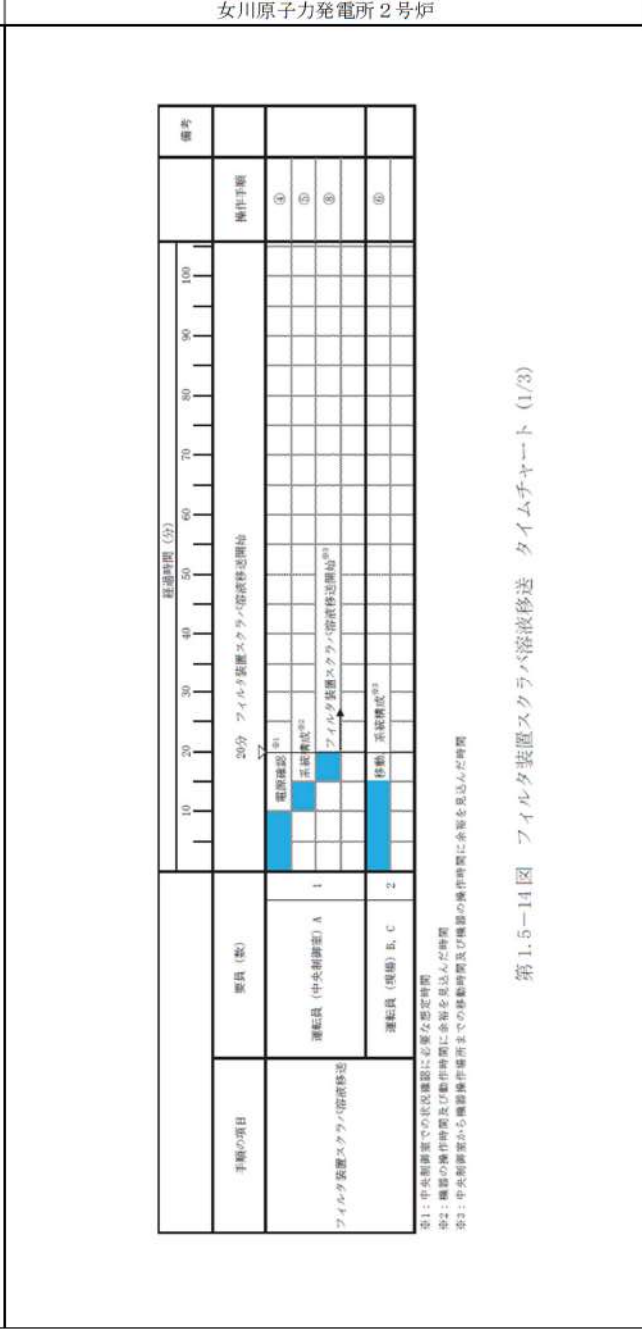 女川原子力発電所2号炉
経過時間(分)
備考
10 20 30 40 50 60 70 80 90 100
手順の項目
要員(数)
20分 フィルタ装置スクラバ溶液移送開始
操作手順
フィルタ装置スクラバ溶液移送
運転員(中央制御室)A
1
電源確認※1
④
系統構成※2
⑤
フィルタ装置スクラバ溶液移送開始※2
⑧
運転員(現場)B,C
2
移動、系統構成※3
⑥
※1:中央制御室での状況確認に必要な想定時間
※2:機器の操作時間及び動作時間に余裕を見込んだ時間
※3:中央制御室から機器操作場所までの移動時間及び機器の操作時間に余裕を見込んだ時間
第1.5-14図 フィルタ装置スクラバ溶液移送 タイムチャート(1/3)